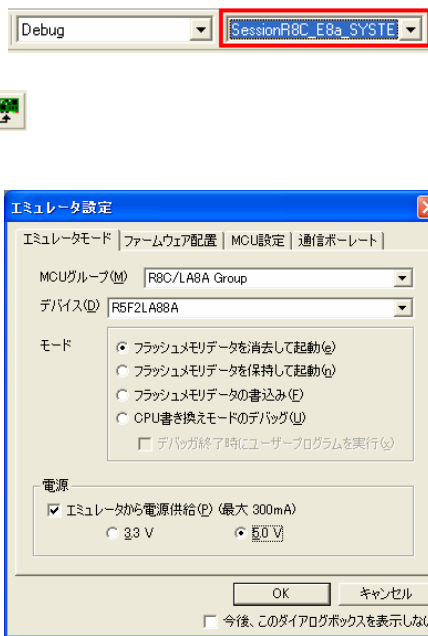 Debug SessionR8C_E8a_SYSTE
エミュレータ設定
エミュレータモード ファームウェア配置 MCU設定 通信ボーレート
MCUグループ(M) R8C/LA8A Group
デバイス(D) R5F2LA88A
モード
フラッシュメモリデータを消去して起動(e)
フラッシュメモリデータを保持して起動(n)
フラッシュメモリデータの書込み(F)
CPU書き換えモードのデバッグ(U)
デバッガ終了時にユーザープログラムを実行(x)
電源
エミュレータから電源供給(P) (最大 300mA)
3.3 V 5.0 V
OK キャンセル
今後、このダイアログボックスを表示しな